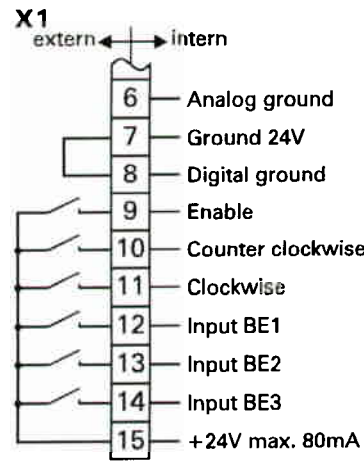 X1
extern intern
6 Analog ground
7 Ground 24V
8 Digital ground
9 Enable
10 Counter clockwise
11 Clockwise
12 Input BE1
13 Input BE2
14 Input BE3
15 +24V max. 80mA